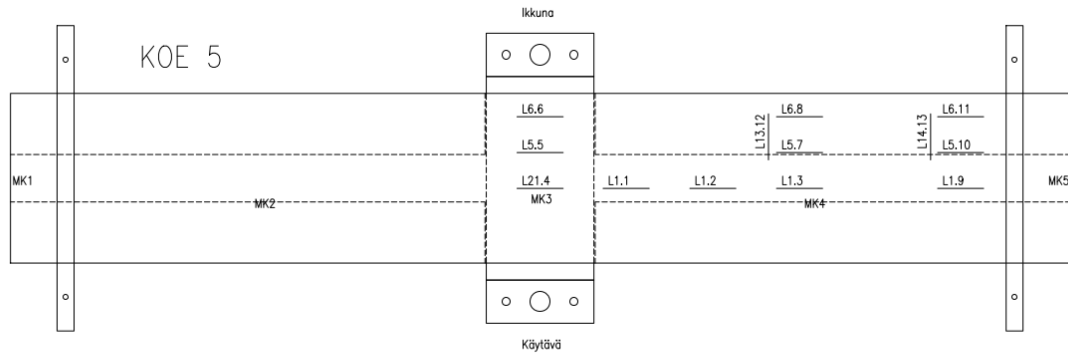 Ikkuna
KOE 5
L6.6
L6.8
L6.11
L13.12
L14.13
L5.5
L5.7
L5.10
MK1
L21.4
L1.1
L1.2
L1.3
L1.9
MK5
MK2
MK3
MK4
Käytävä